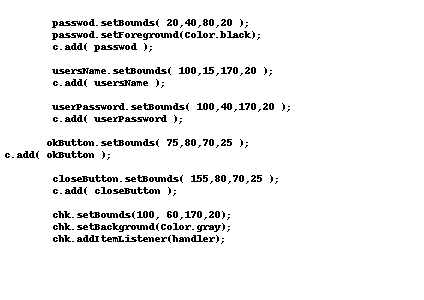 passwod.setBounds( 20,40,80,20 );
passwod.setForeground(Color.black);
c.add( passwod );
usersName.setBounds( 100,15,170,20 );
c.add( usersName );
userPassword.setBounds( 100,40,170,20 );
c.add( userPassword );
okButton.setBounds( 75,80,70,25 );
c.add( okButton );
closeButton.setBounds( 155,80,70,25 );
c.add( closeButton );
chk.setBounds(100, 60,170,20);
chk.setBackground(Color.gray);
chk.addItemListener(handler);